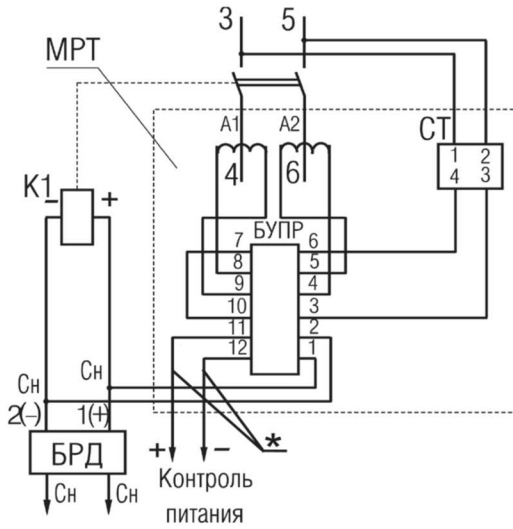 3 5
МРТ
A1 A2
СТ
1 2
4 3
4 6
К1
- +
БУПР
7 6
8 5
9 4
10 3
11 2
12 1
Сн Сн
2(-) 1(+)
БРД
+ - *
Сн Сн
Контроль
питания